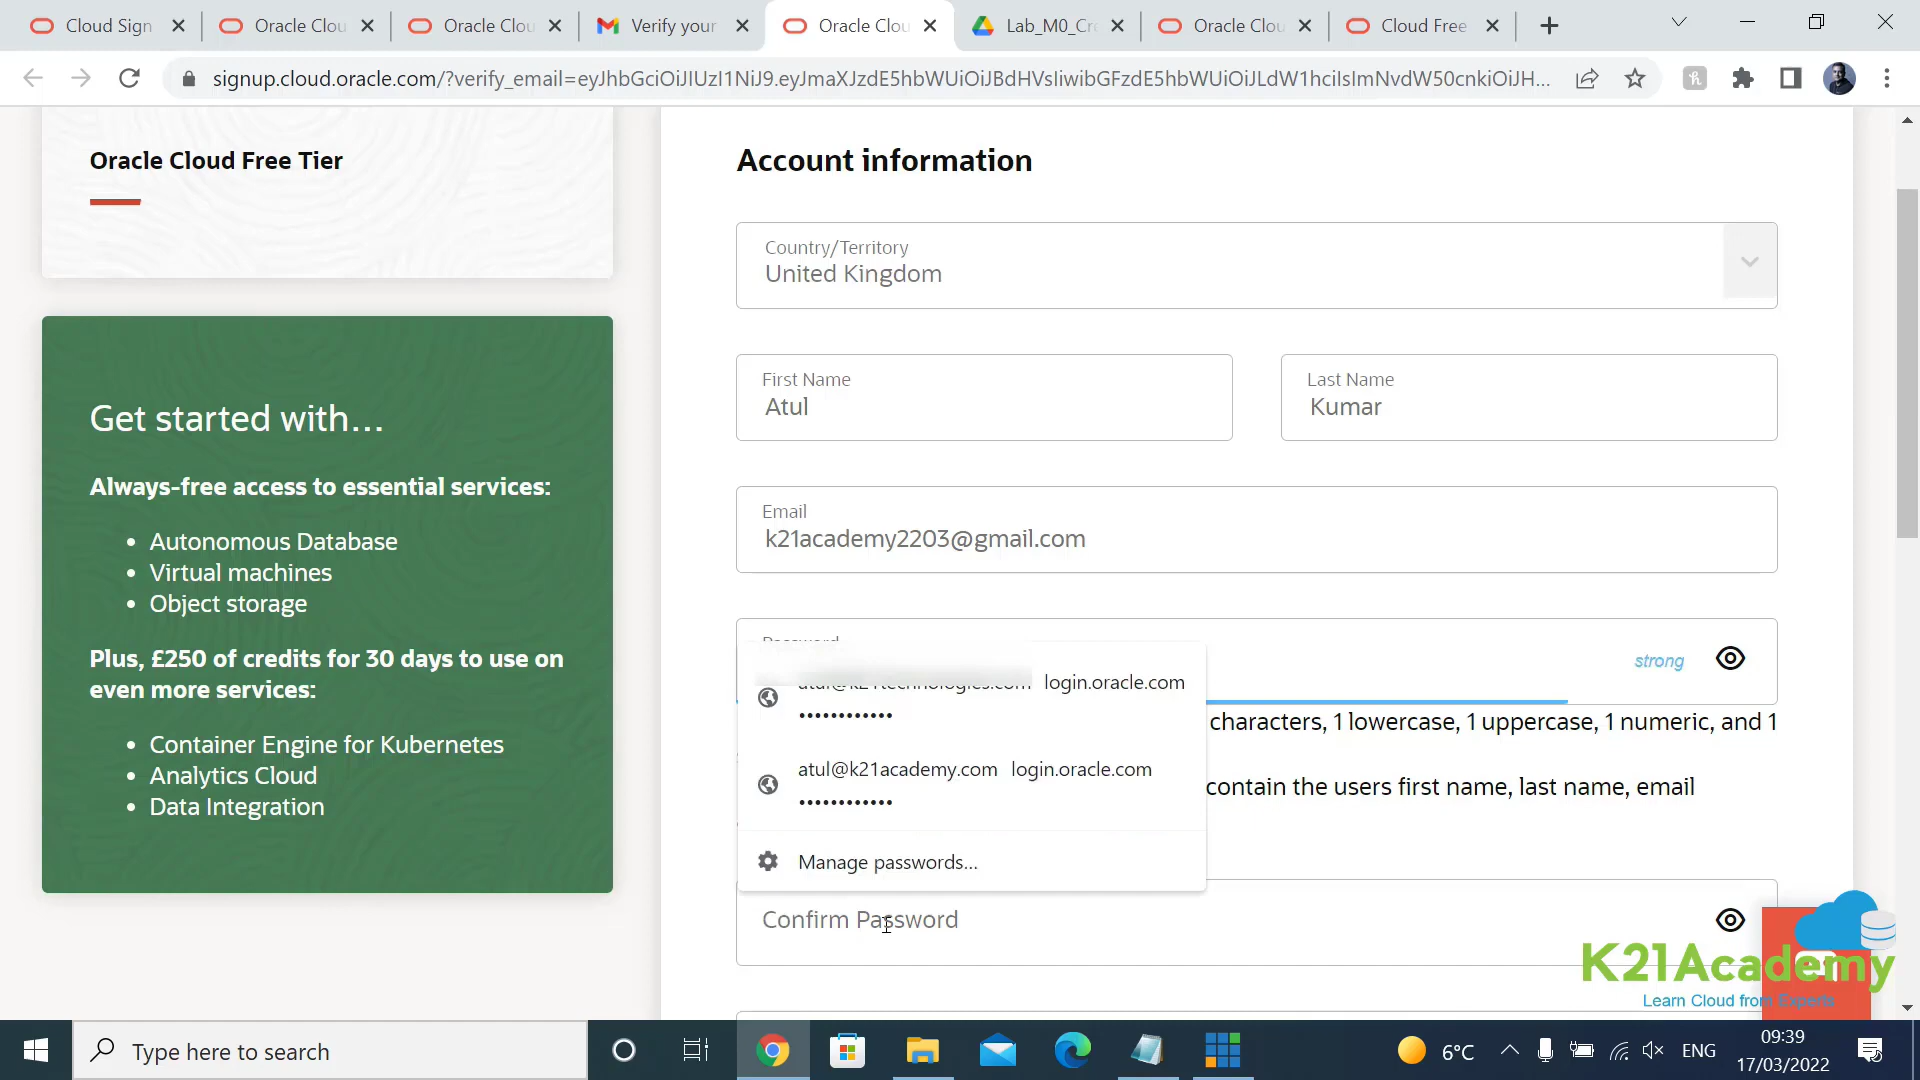 Cloud Sign
Oracle Clou
Oracle Clou
Verify your
Oracle Clou
Lab_M0_Cre
Oracle Clou
Cloud Free
signup.cloud.oracle.com/?verify_email=eyJhbGciOiJIUzI1NiJ9.eyJmaXJzdE5hbWUiOiJBdHVsIiwibGFzdE5hbWUiOiJLdW1hciIsImNvdW50cnkiOiJH...
Oracle Cloud Free Tier
Get started with...
Always-free access to essential services:
• Autonomous Database
• Virtual machines
• Object storage
Plus, £250 of credits for 30 days to use on
even more services:
• Container Engine for Kubernetes
• Analytics Cloud
• Data Integration
Account information
Country/Territory
United Kingdom
First Name
Atul
Last Name
Kumar
Email
k21academy2203@gmail.com
Password
strong
login.oracle.com
••••••••••••
characters, 1 lowercase, 1 uppercase, 1 numeric, and 1
atul@k21academy.com login.oracle.com
••••••••••••
contain the users first name, last name, email
Manage passwords...
Confirm Password
K21Academy
Learn Cloud from Experts
Type here to search
6°C
ENG
09:39
17/03/2022